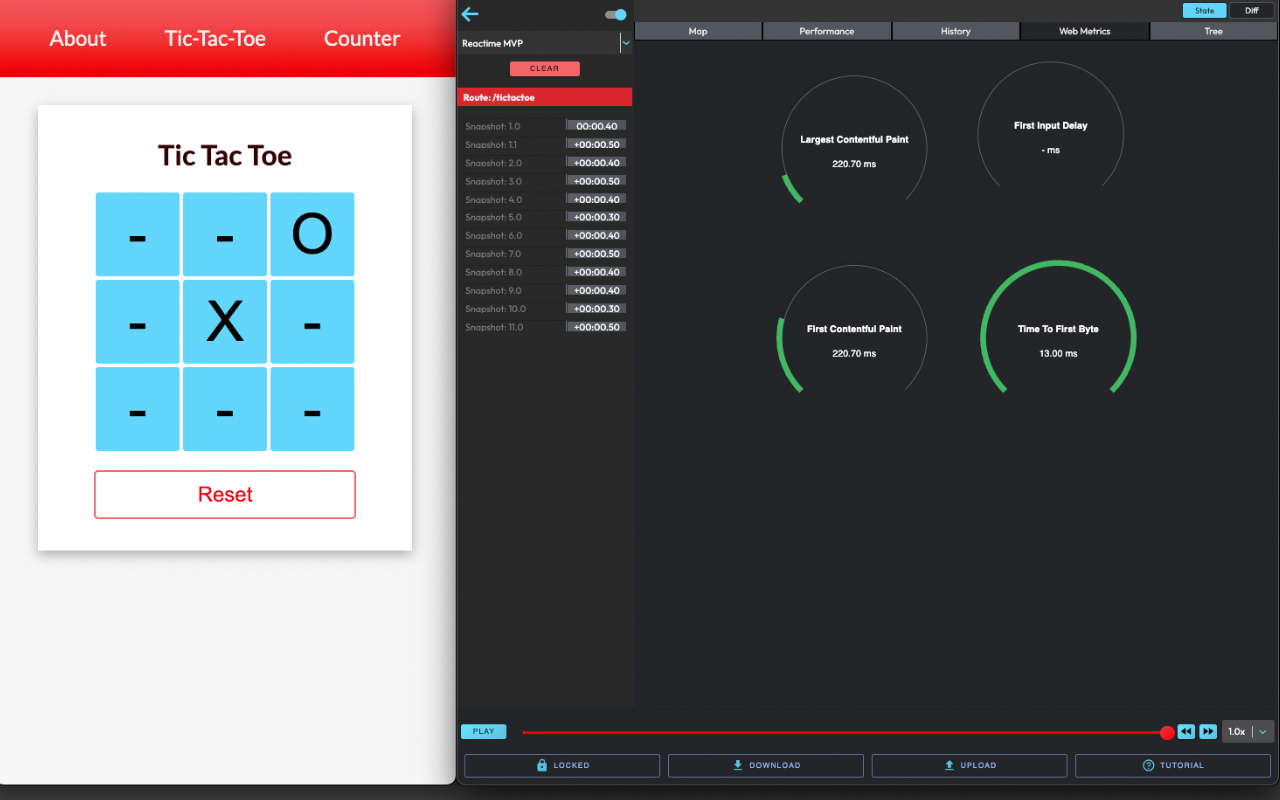 About Tic-Tac-Toe Counter
Tic Tac Toe
- - O
- X -
- - -
Reset
State Diff
Reactime MVP
CLEAR
Route: /tictactoe
Snapshot: 1.0 00:00.40
Snapshot: 1.1 +00:00.50
Snapshot: 2.0 +00:00.40
Snapshot: 3.0 +00:00.50
Snapshot: 4.0 +00:00.40
Snapshot: 5.0 +00:00.30
Snapshot: 6.0 +00:00.40
Snapshot: 7.0 +00:00.50
Snapshot: 8.0 +00:00.40
Snapshot: 9.0 +00:00.40
Snapshot: 10.0 +00:00.30
Snapshot: 11.0 +00:00.50
Map Performance History Web Metrics Tree
Largest Contentful Paint
220.70 ms
First Input Delay
- ms
First Contentful Paint
220.70 ms
Time To First Byte
13.00 ms
PLAY 1.0x
LOCKED DOWNLOAD UPLOAD TUTORIAL